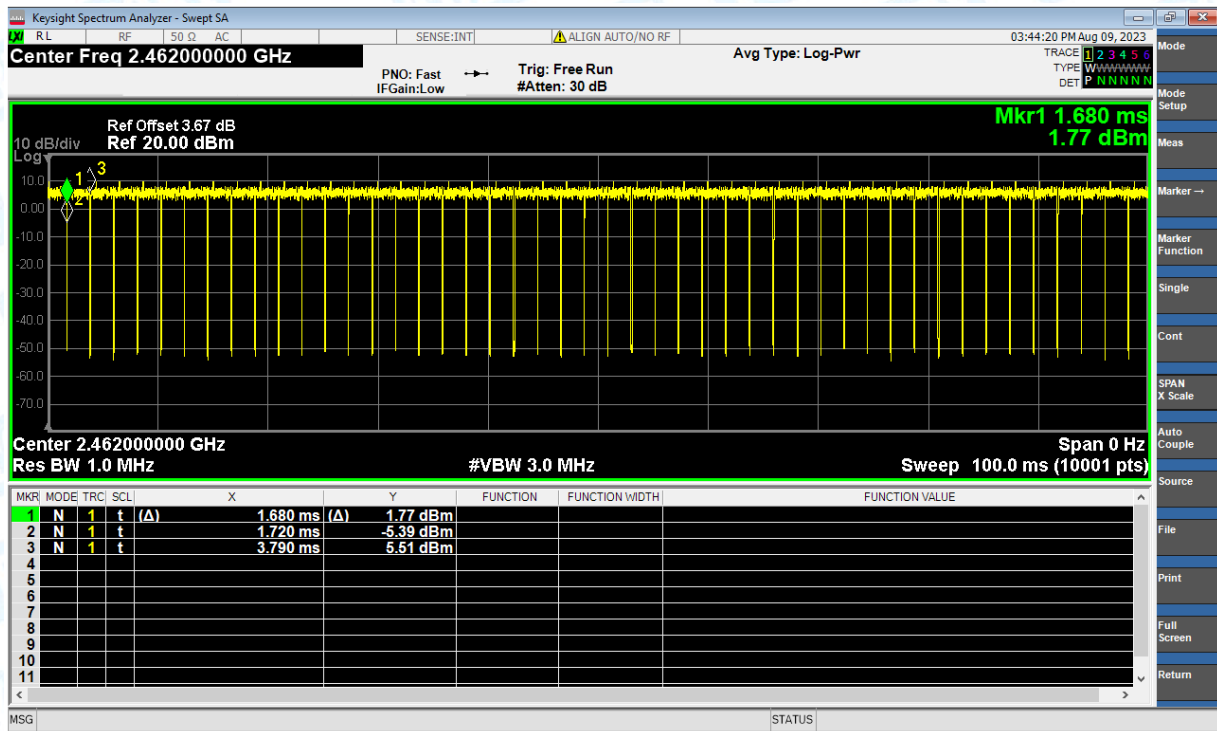 Keysight Spectrum Analyzer - Swept SA
LXI RL RF 50 Ω AC SENSE:INT ALIGN AUTO/NO RF 03:44:20 PM Aug 09, 2023
Center Freq 2.462000000 GHz Avg Type: Log-Pwr TRACE 1 2 3 4 5 6
PNO: Fast Trig: Free Run TYPE WWWWWW
IFGain:Low #Atten: 30 dB DET P N N N N N
Mkr1 1.680 ms
Ref Offset 3.67 dB
10 dB/div Ref 20.00 dBm 1.77 dBm
Log
1 3
10.0
2
0.00
-10.0
-20.0
-30.0
-40.0
-50.0
-60.0
-70.0
Center 2.462000000 GHz Span 0 Hz
Res BW 1.0 MHz #VBW 3.0 MHz Sweep 100.0 ms (10001 pts)
MKR MODE TRC SCL X Y FUNCTION FUNCTION WIDTH FUNCTION VALUE
1 N 1 t (Δ) 1.680 ms (Δ) 1.77 dBm
2 N 1 t 1.720 ms -5.39 dBm
3 N 1 t 3.790 ms 5.51 dBm
4
5
6
7
8
9
10
11
MSG STATUS
Mode
Mode
Setup
Meas
Marker →
Marker
Function
Single
Cont
SPAN
X Scale
Auto
Couple
Source
File
Print
Full
Screen
Return